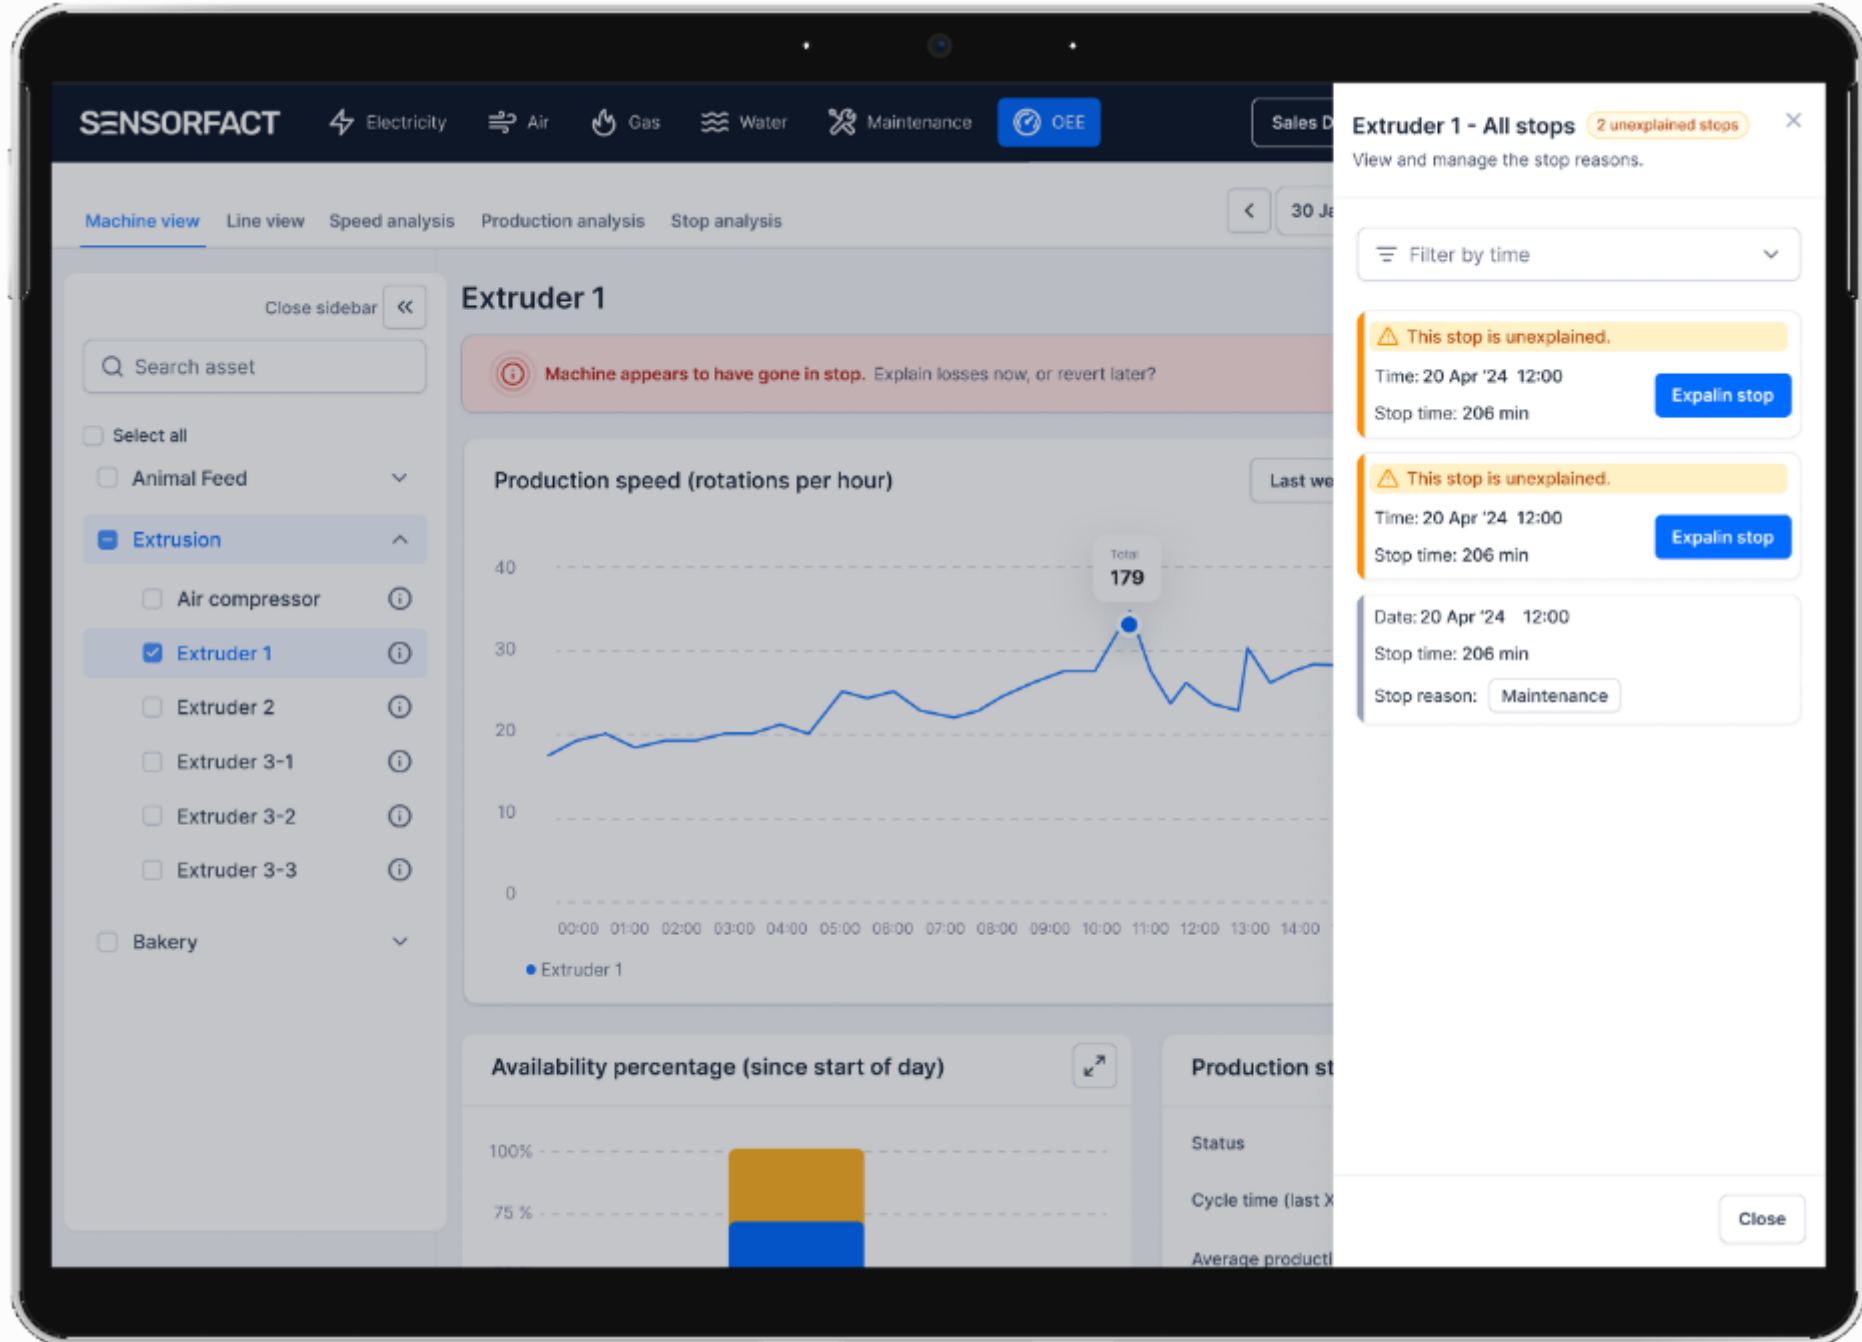 SENSORFACT
Electricity
Air
Gas
Water
Maintenance
OEE
Sales D
Machine view
Line view
Speed analysis
Production analysis
Stop analysis
30 Ja
Close sidebar
Search asset
Select all
Animal Feed
Extrusion
Air compressor
Extruder 1
Extruder 2
Extruder 3-1
Extruder 3-2
Extruder 3-3
Bakery
Extruder 1
Machine appears to have gone in stop. Explain losses now, or revert later?
Production speed (rotations per hour)
Last we
Total
179
40
30
20
10
0
00:00 01:00 02:00 03:00 04:00 05:00 06:00 07:00 08:00 09:00 10:00 11:00 12:00 13:00 14:00
Extruder 1
Availability percentage (since start of day)
100%
75 %
Production st
Status
Cycle time (last X
Average producti
Extruder 1 - All stops
2 unexplained stops
View and manage the stop reasons.
Filter by time
This stop is unexplained.
Time: 20 Apr '24 12:00
Stop time: 206 min
Expalin stop
This stop is unexplained.
Time: 20 Apr '24 12:00
Stop time: 206 min
Expalin stop
Date: 20 Apr '24 12:00
Stop time: 206 min
Stop reason: Maintenance
Close